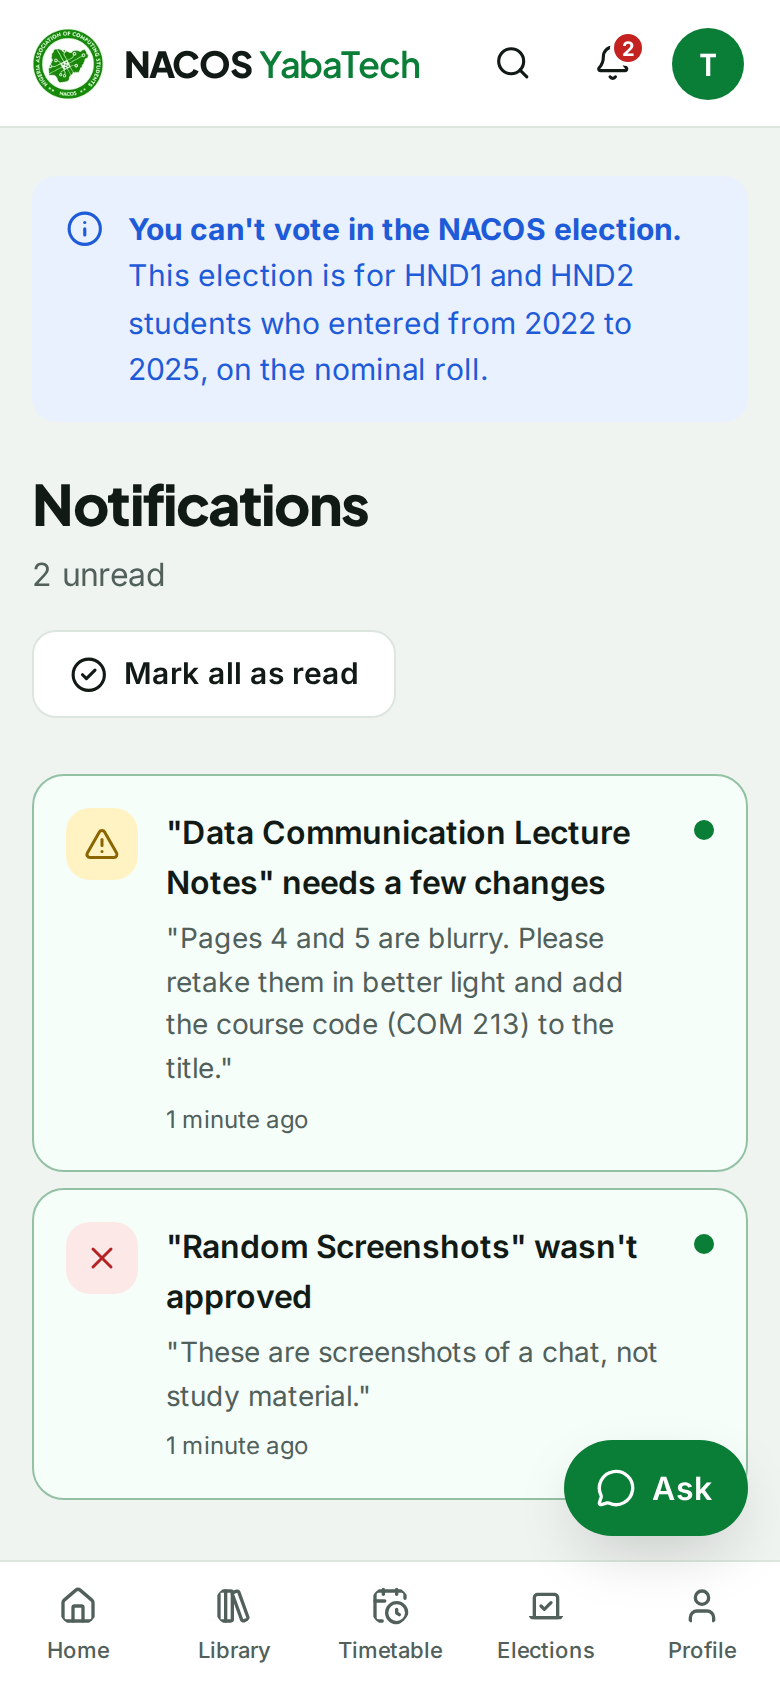 NACOS YabaTech
2
T
You can't vote in the NACOS election.
This election is for HND1 and HND2
students who entered from 2022 to
2025, on the nominal roll.
Notifications
2 unread
Mark all as read
"Data Communication Lecture
Notes" needs a few changes
"Pages 4 and 5 are blurry. Please
retake them in better light and add
the course code (COM 213) to the
title."
1 minute ago
"Random Screenshots" wasn't
approved
"These are screenshots of a chat, not
study material."
1 minute ago
Ask
Home
Library
Timetable
Elections
Profile